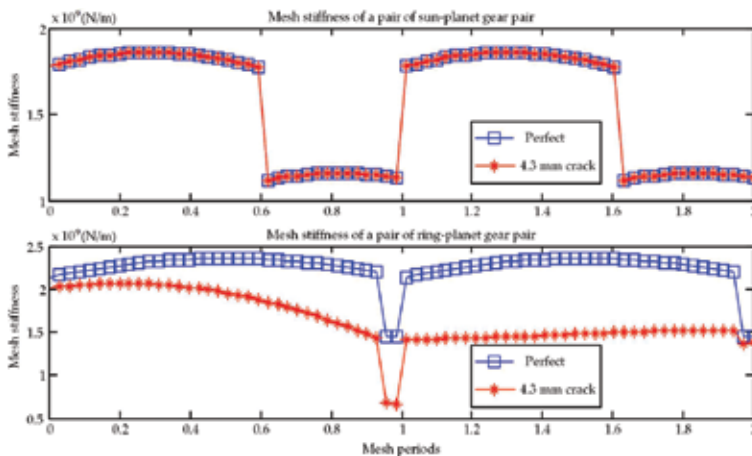 x 10⁹(N/m)
Mesh stiffness of a pair of sun-planet gear pair
2
1.5
1
Mesh stiffness
Perfect
4.3 mm crack
0 0.2 0.4 0.6 0.8 1 1.2 1.4 1.6 1.8 2
x 10⁹(N/m)
Mesh stiffness of a pair of ring-planet gear pair
2.5
2
1.5
1
0.5
Mesh stiffness
Perfect
4.3 mm crack
0 0.2 0.4 0.6 0.8 1 1.2 1.4 1.6 1.8 2
Mesh periods